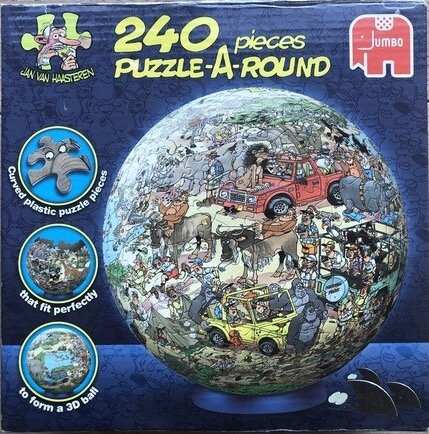 240 pieces
PUZZLE-A-ROUND
JAN VAN HAASTEREN
JUMBO
Curved plastic puzzle pieces
that fit perfectly
to form a 3D ball